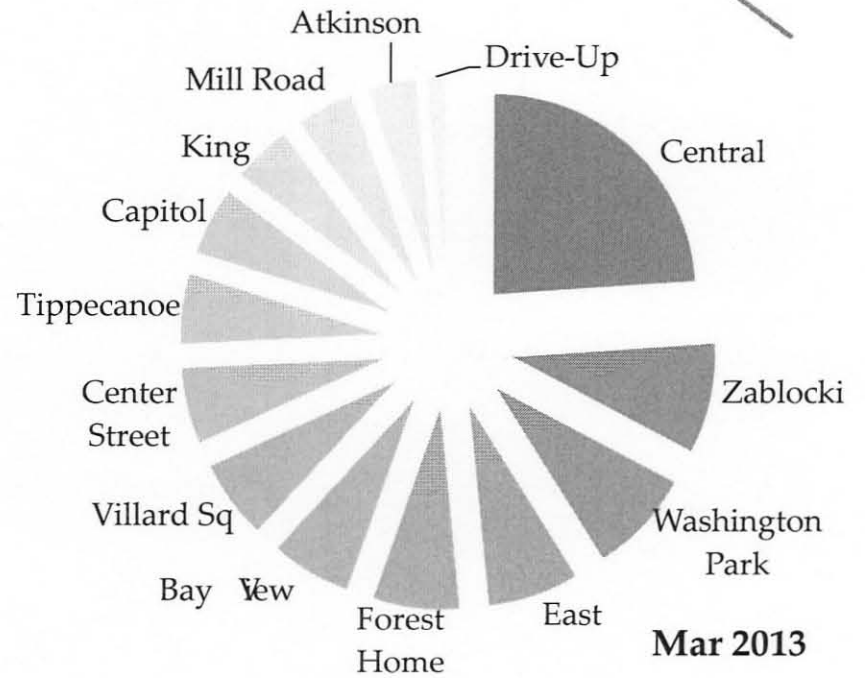 Atkinson
Drive-Up
Mill Road
Central
King
Capitol
Tippecanoe
Zablocki
Center
Street
Villard Sq
Washington
Park
Bay
East
Forest
Home
Mar 2013